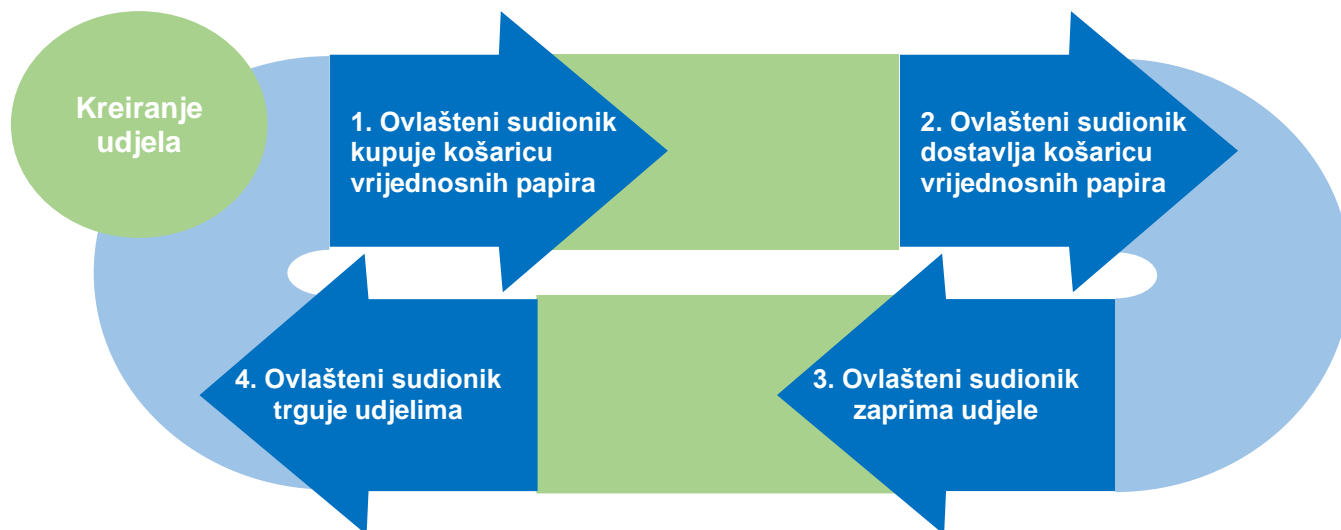 Kreiranje
udjela
1. Ovlašteni sudionik
kupuje košaricu
vrijednosnih papira
2. Ovlašteni sudionik
dostavlja košaricu
vrijednosnih papira
3. Ovlašteni sudionik
zaprima udjele
4. Ovlašteni sudionik
trguje udjelima